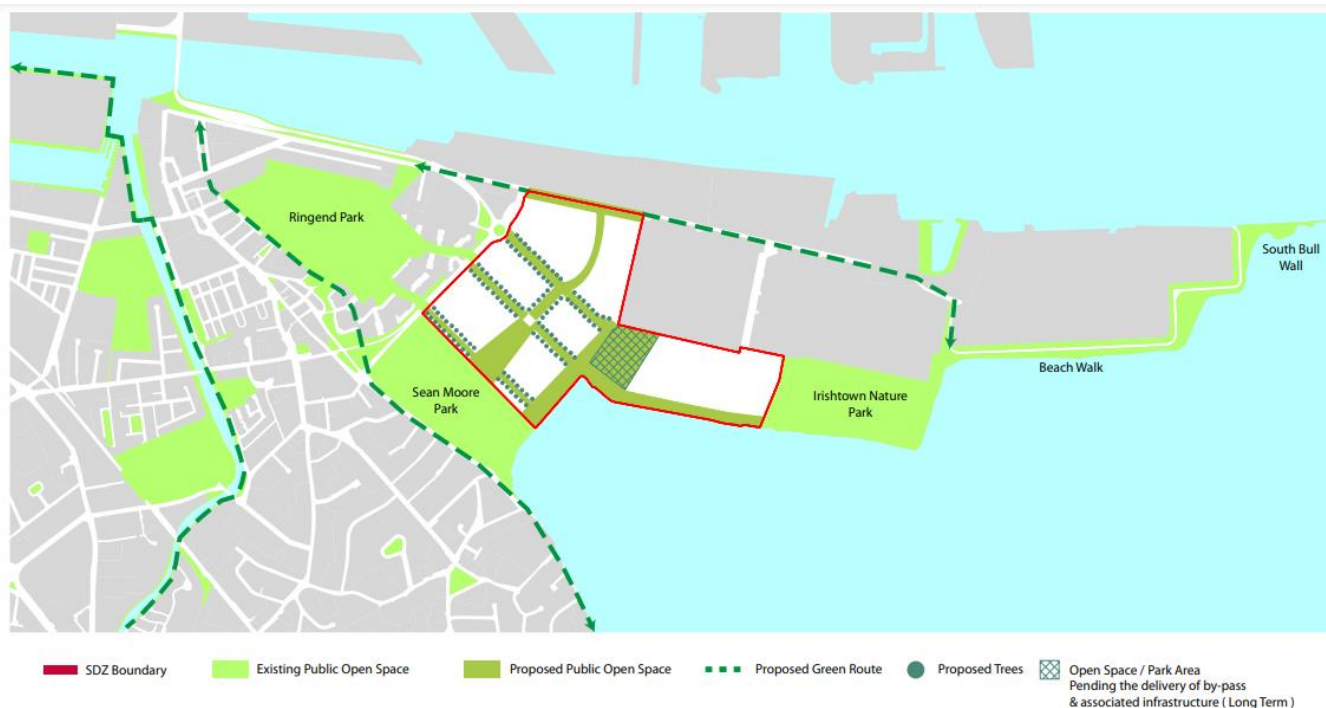 Ringend Park
South Bull
Wall
Beach Walk
Sean Moore
Park
Irishtown Nature
Park
SDZ Boundary
Existing Public Open Space
Proposed Public Open Space
Proposed Green Route
Proposed Trees
Open Space / Park Area
Pending the delivery of by-pass
& associated infrastructure ( Long Term )